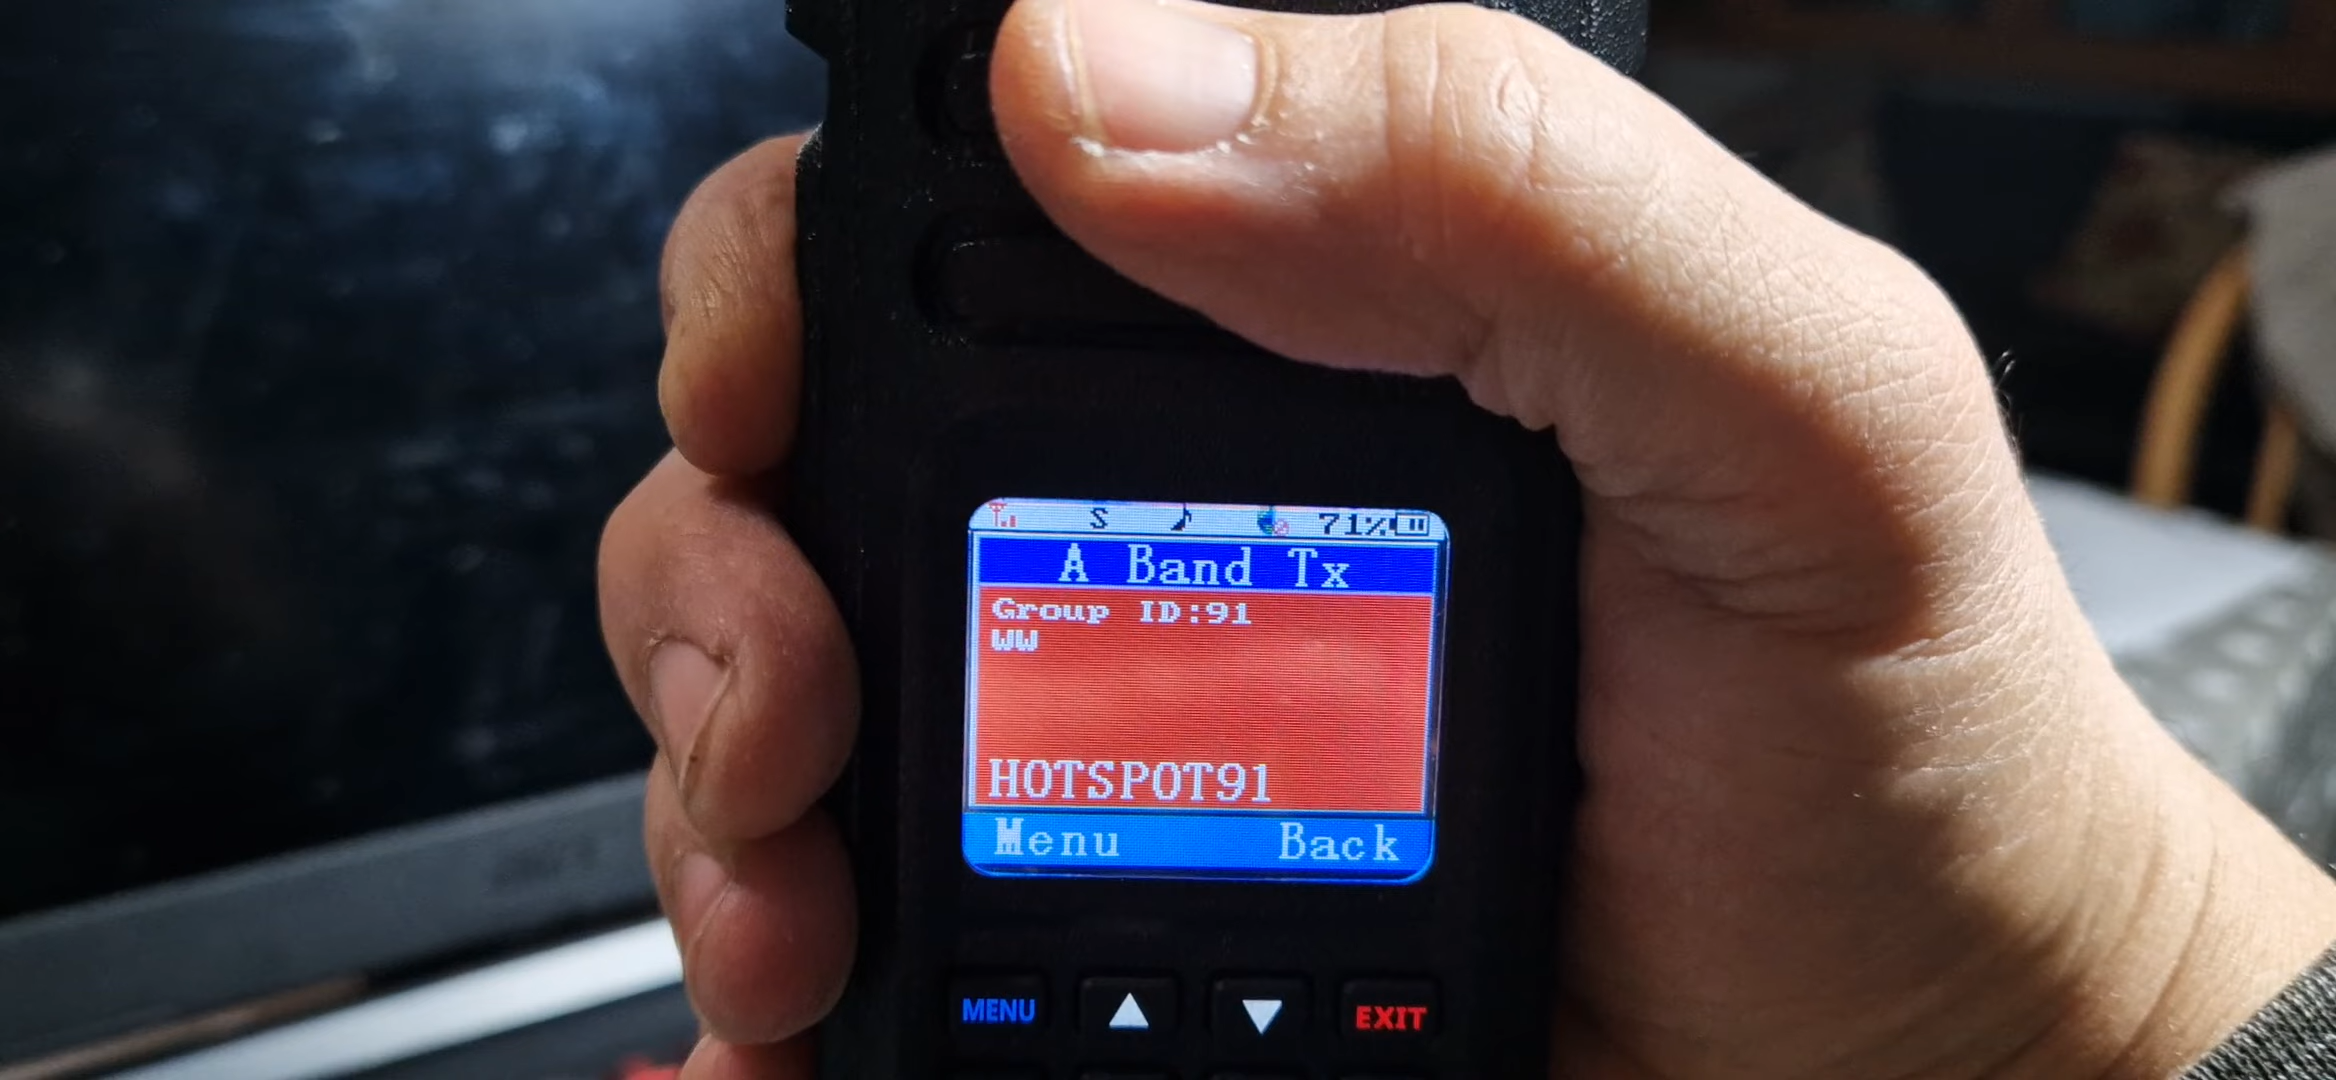 S 71%
A Band Tx
Group ID:91
WW
HOTSPOT91
Menu Back
MENU EXIT